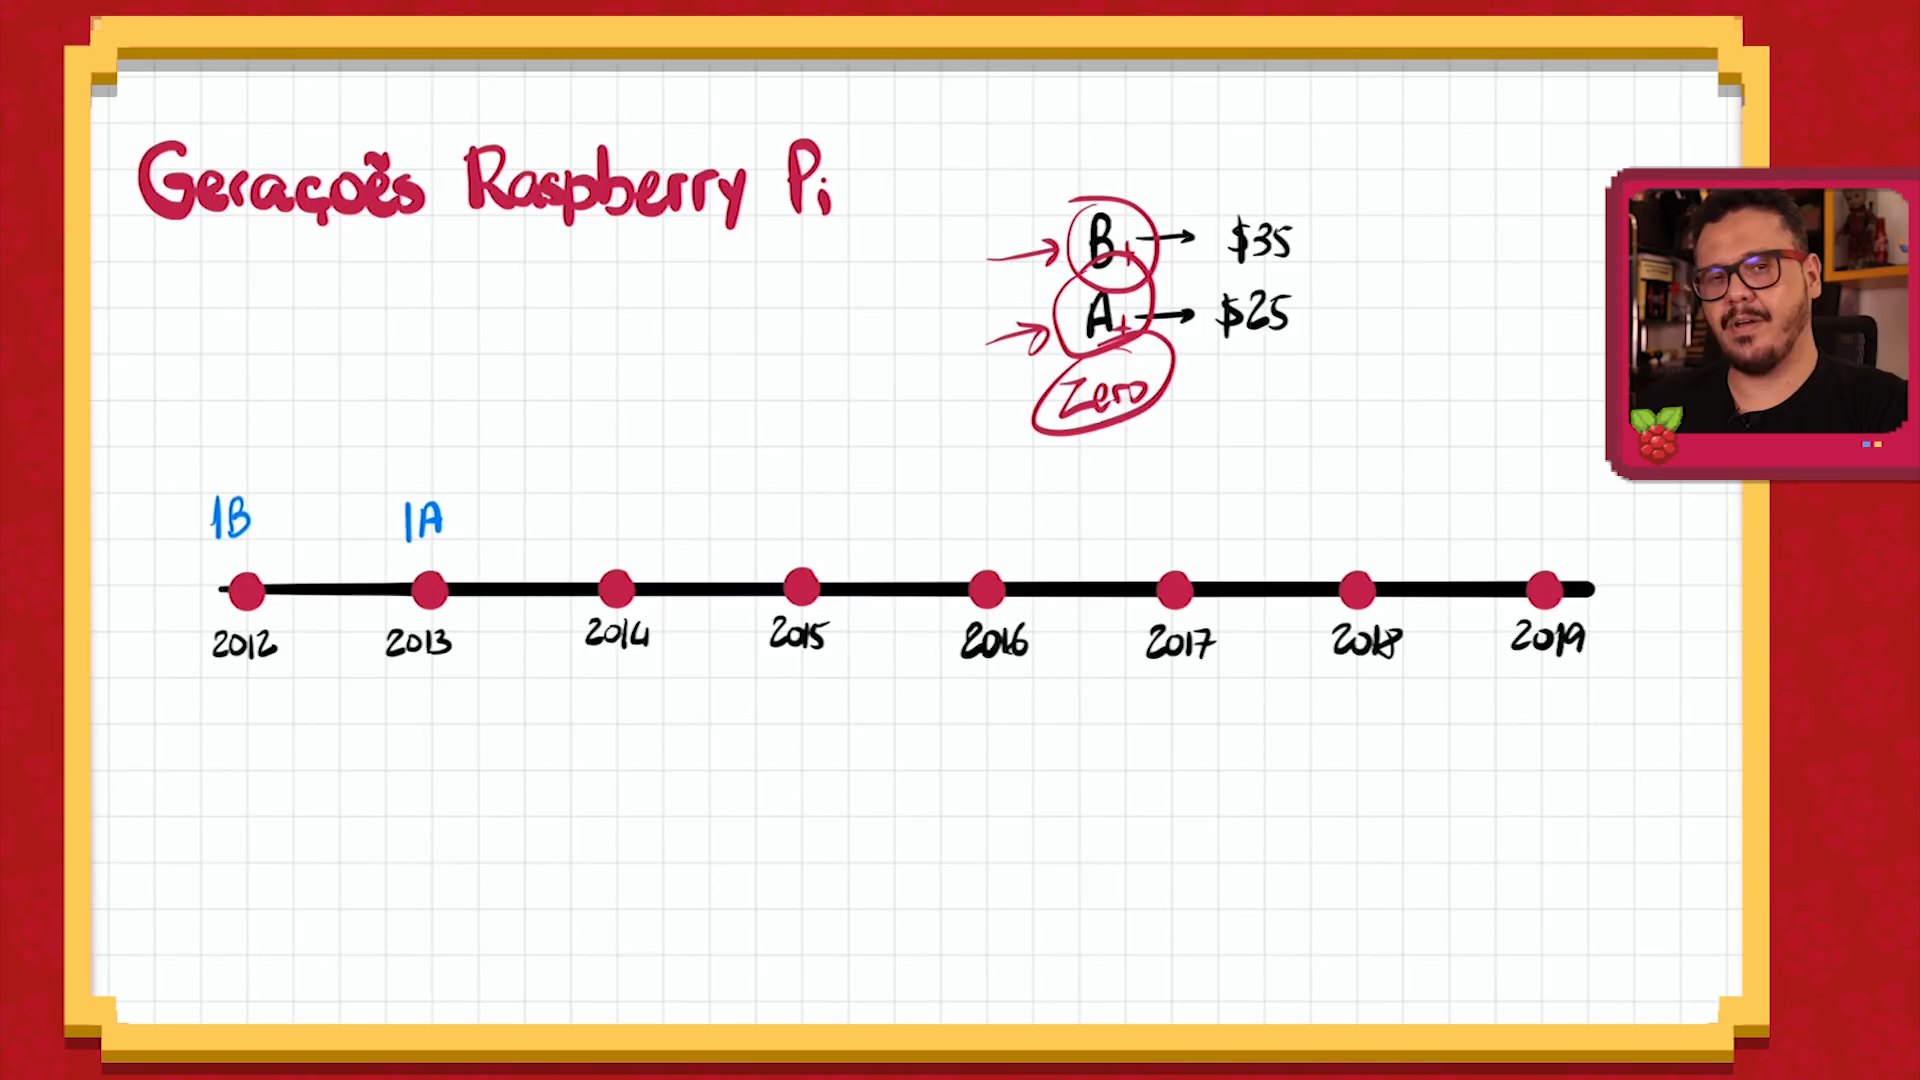 Geraçoẽs Raspberry Pi
B+ → $35
A+ → $25
Zero
1B 1A
2012 2013 2014 2015 2016 2017 2018 2019